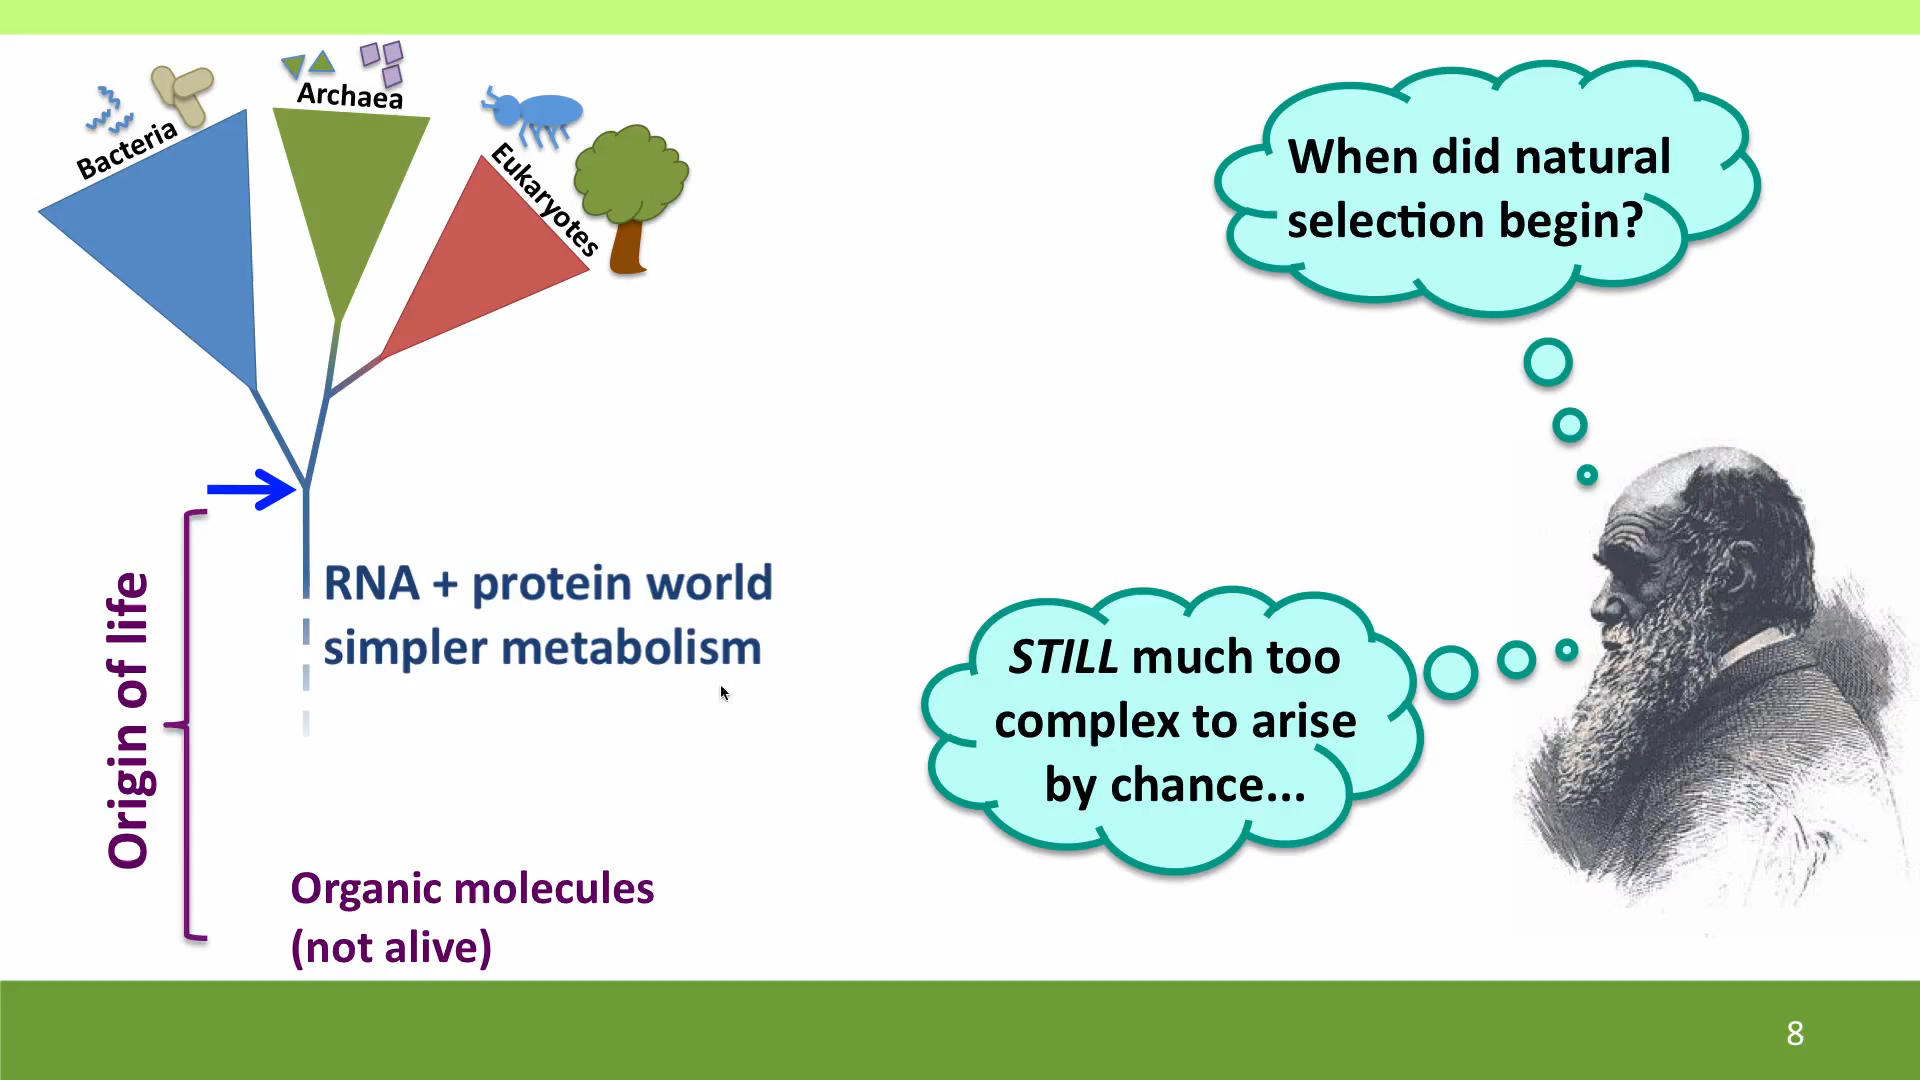 Bacteria
Archaea
Eukaryotes
When did natural
selection begin?
Origin of life
RNA + protein world
simpler metabolism
STILL much too
complex to arise
by chance...
Organic molecules
(not alive)
8